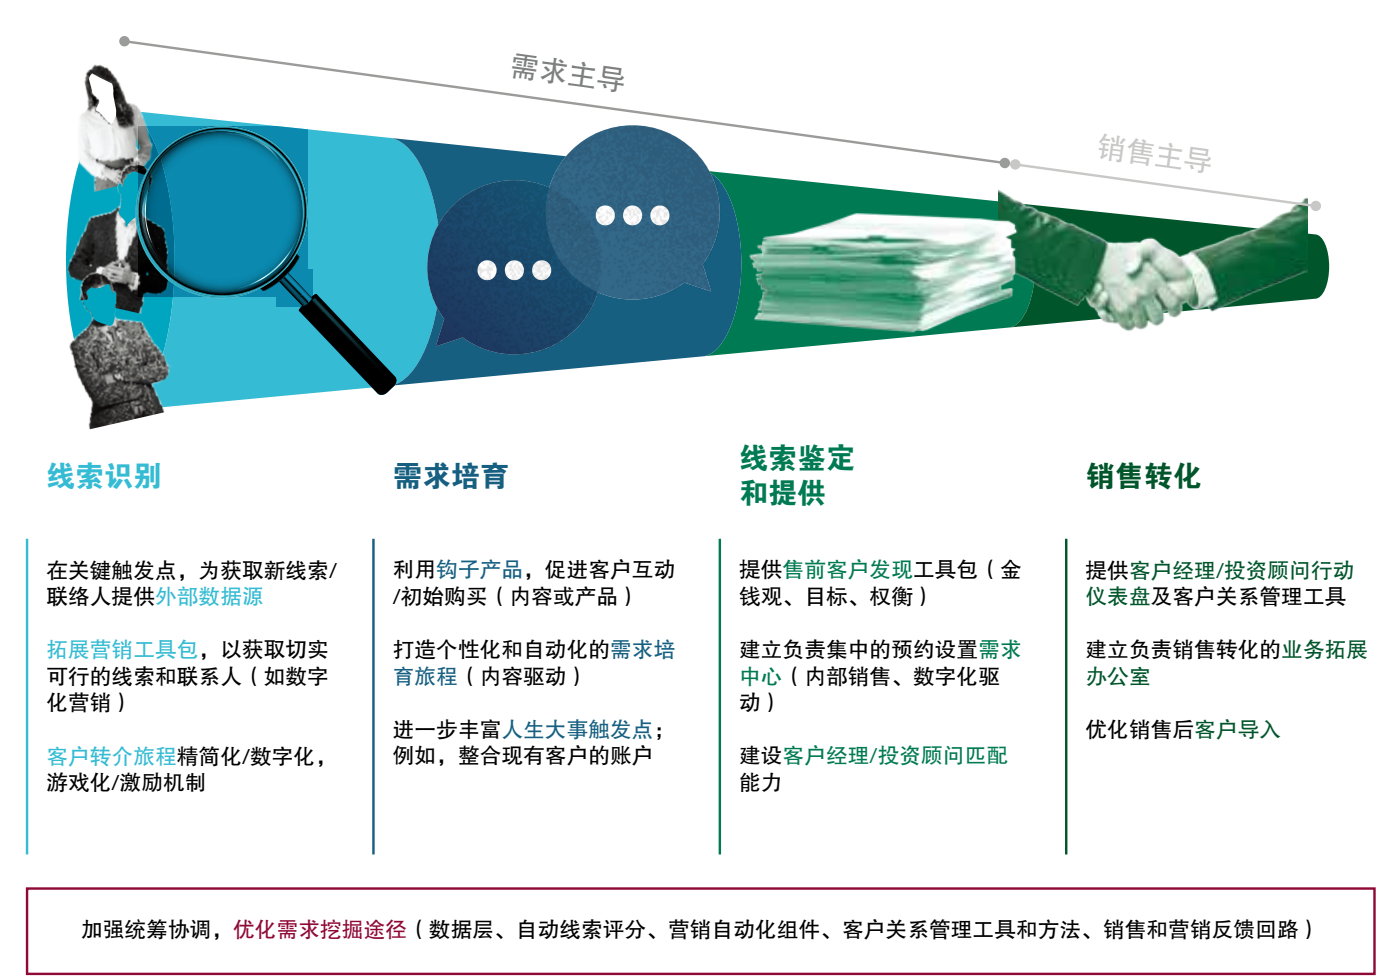 需求主导
销售主导
线索识别
在关键触发点，为获取新线索/
联络人提供外部数据源
拓展营销工具包，以获取切实
可行的线索和联系人（如数字
化营销）
客户转介旅程精简化/数字化，
游戏化/激励机制
需求培育
利用钩子产品，促进客户互动
/初始购买（内容或产品）
打造个性化和自动化的需求培
育旅程（内容驱动）
进一步丰富人生大事触发点；
例如，整合现有客户的账户
线索鉴定
和提供
提供售前客户发现工具包（金
钱观、目标、权衡）
建立负责集中的预约设置需求
中心（内部销售、数字化驱
动）
建设客户经理/投资顾问匹配
能力
销售转化
提供客户经理/投资顾问行动
仪表盘及客户关系管理工具
建立负责销售转化的业务拓展
办公室
优化销售后客户导入
加强统筹协调，优化需求挖掘途径（数据层、自动线索评分、营销自动化组件、客户关系管理工具和方法、销售和营销反馈回路）